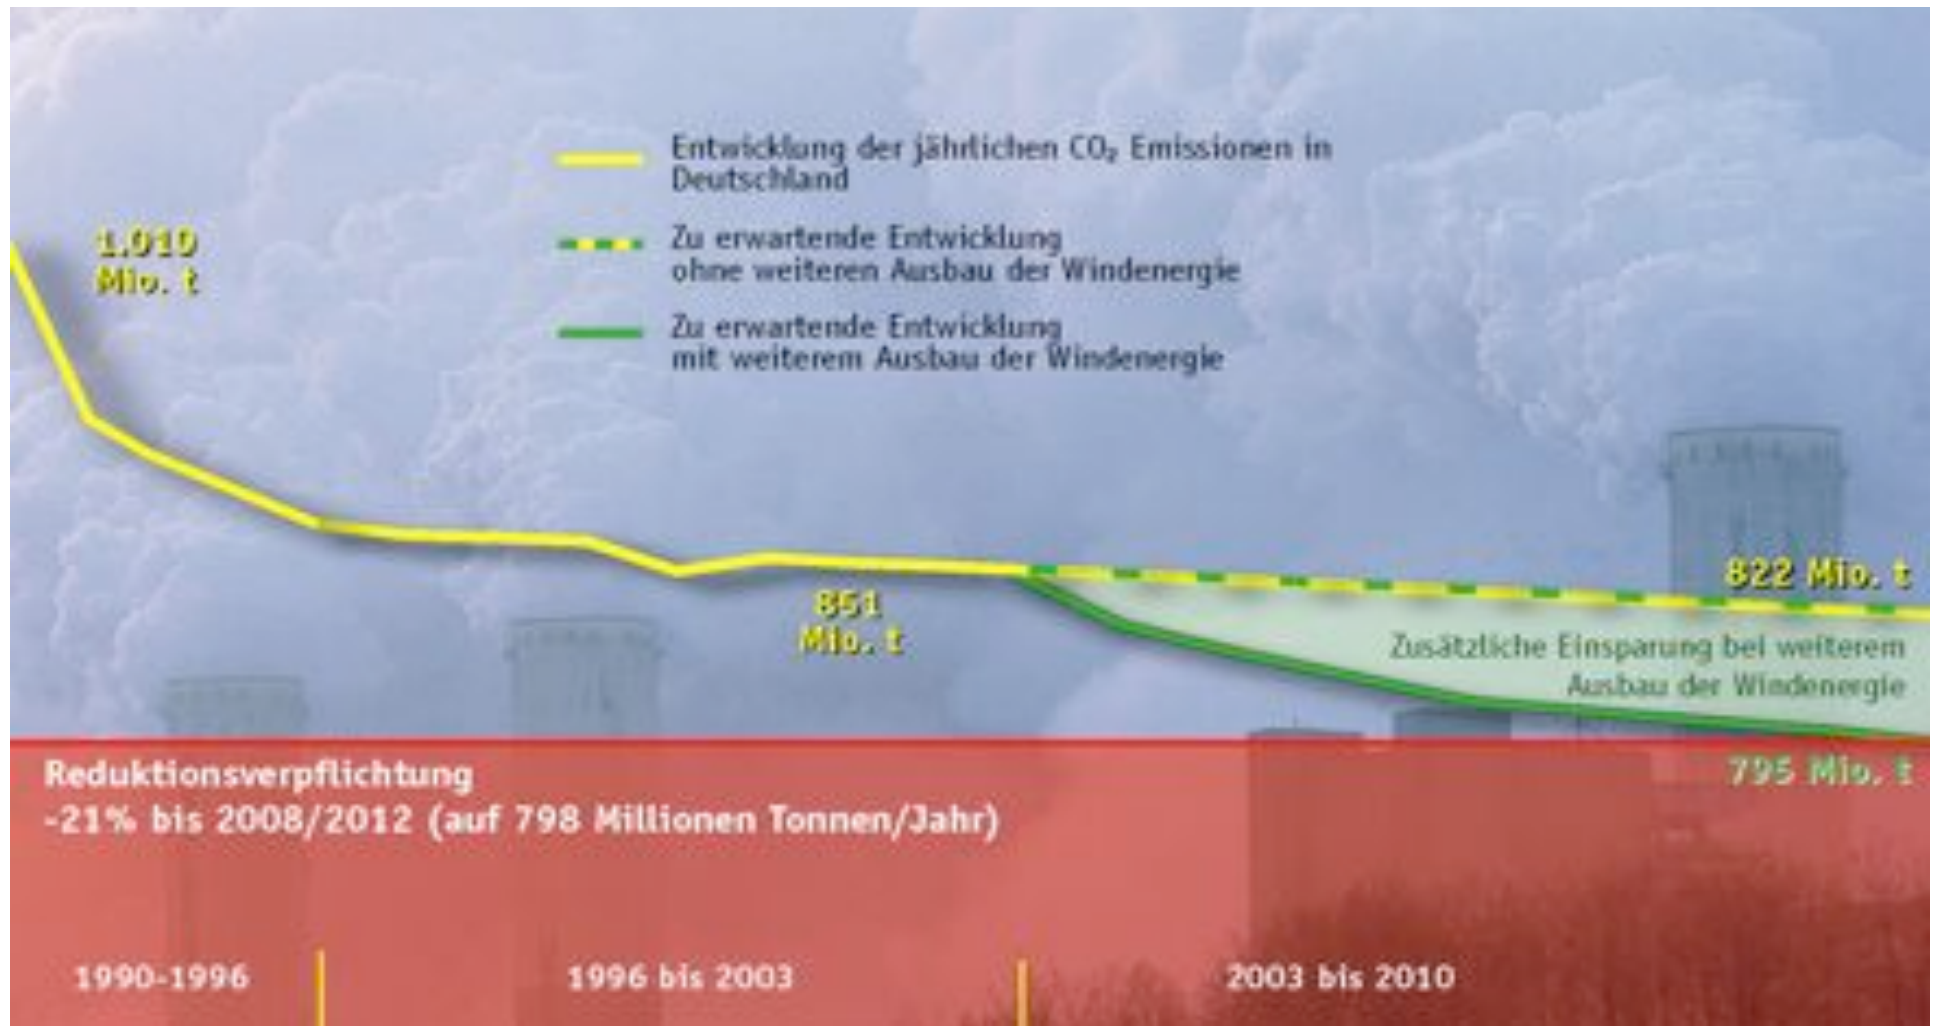 Entwicklung der jährlichen CO₂ Emissionen in
Deutschland
Zu erwartende Entwicklung
ohne weiteren Ausbau der Windenergie
Zu erwartende Entwicklung
mit weiterem Ausbau der Windenergie
1.010
Mio. t
861
Mio. t
822 Mio. t
Zusätzliche Einsparung bei weiterem
Ausbau der Windenergie
795 Mio. t
Reduktionsverpflichtung
-21% bis 2008/2012 (auf 798 Millionen Tonnen/Jahr)
1990-1996
1996 bis 2003
2003 bis 2010